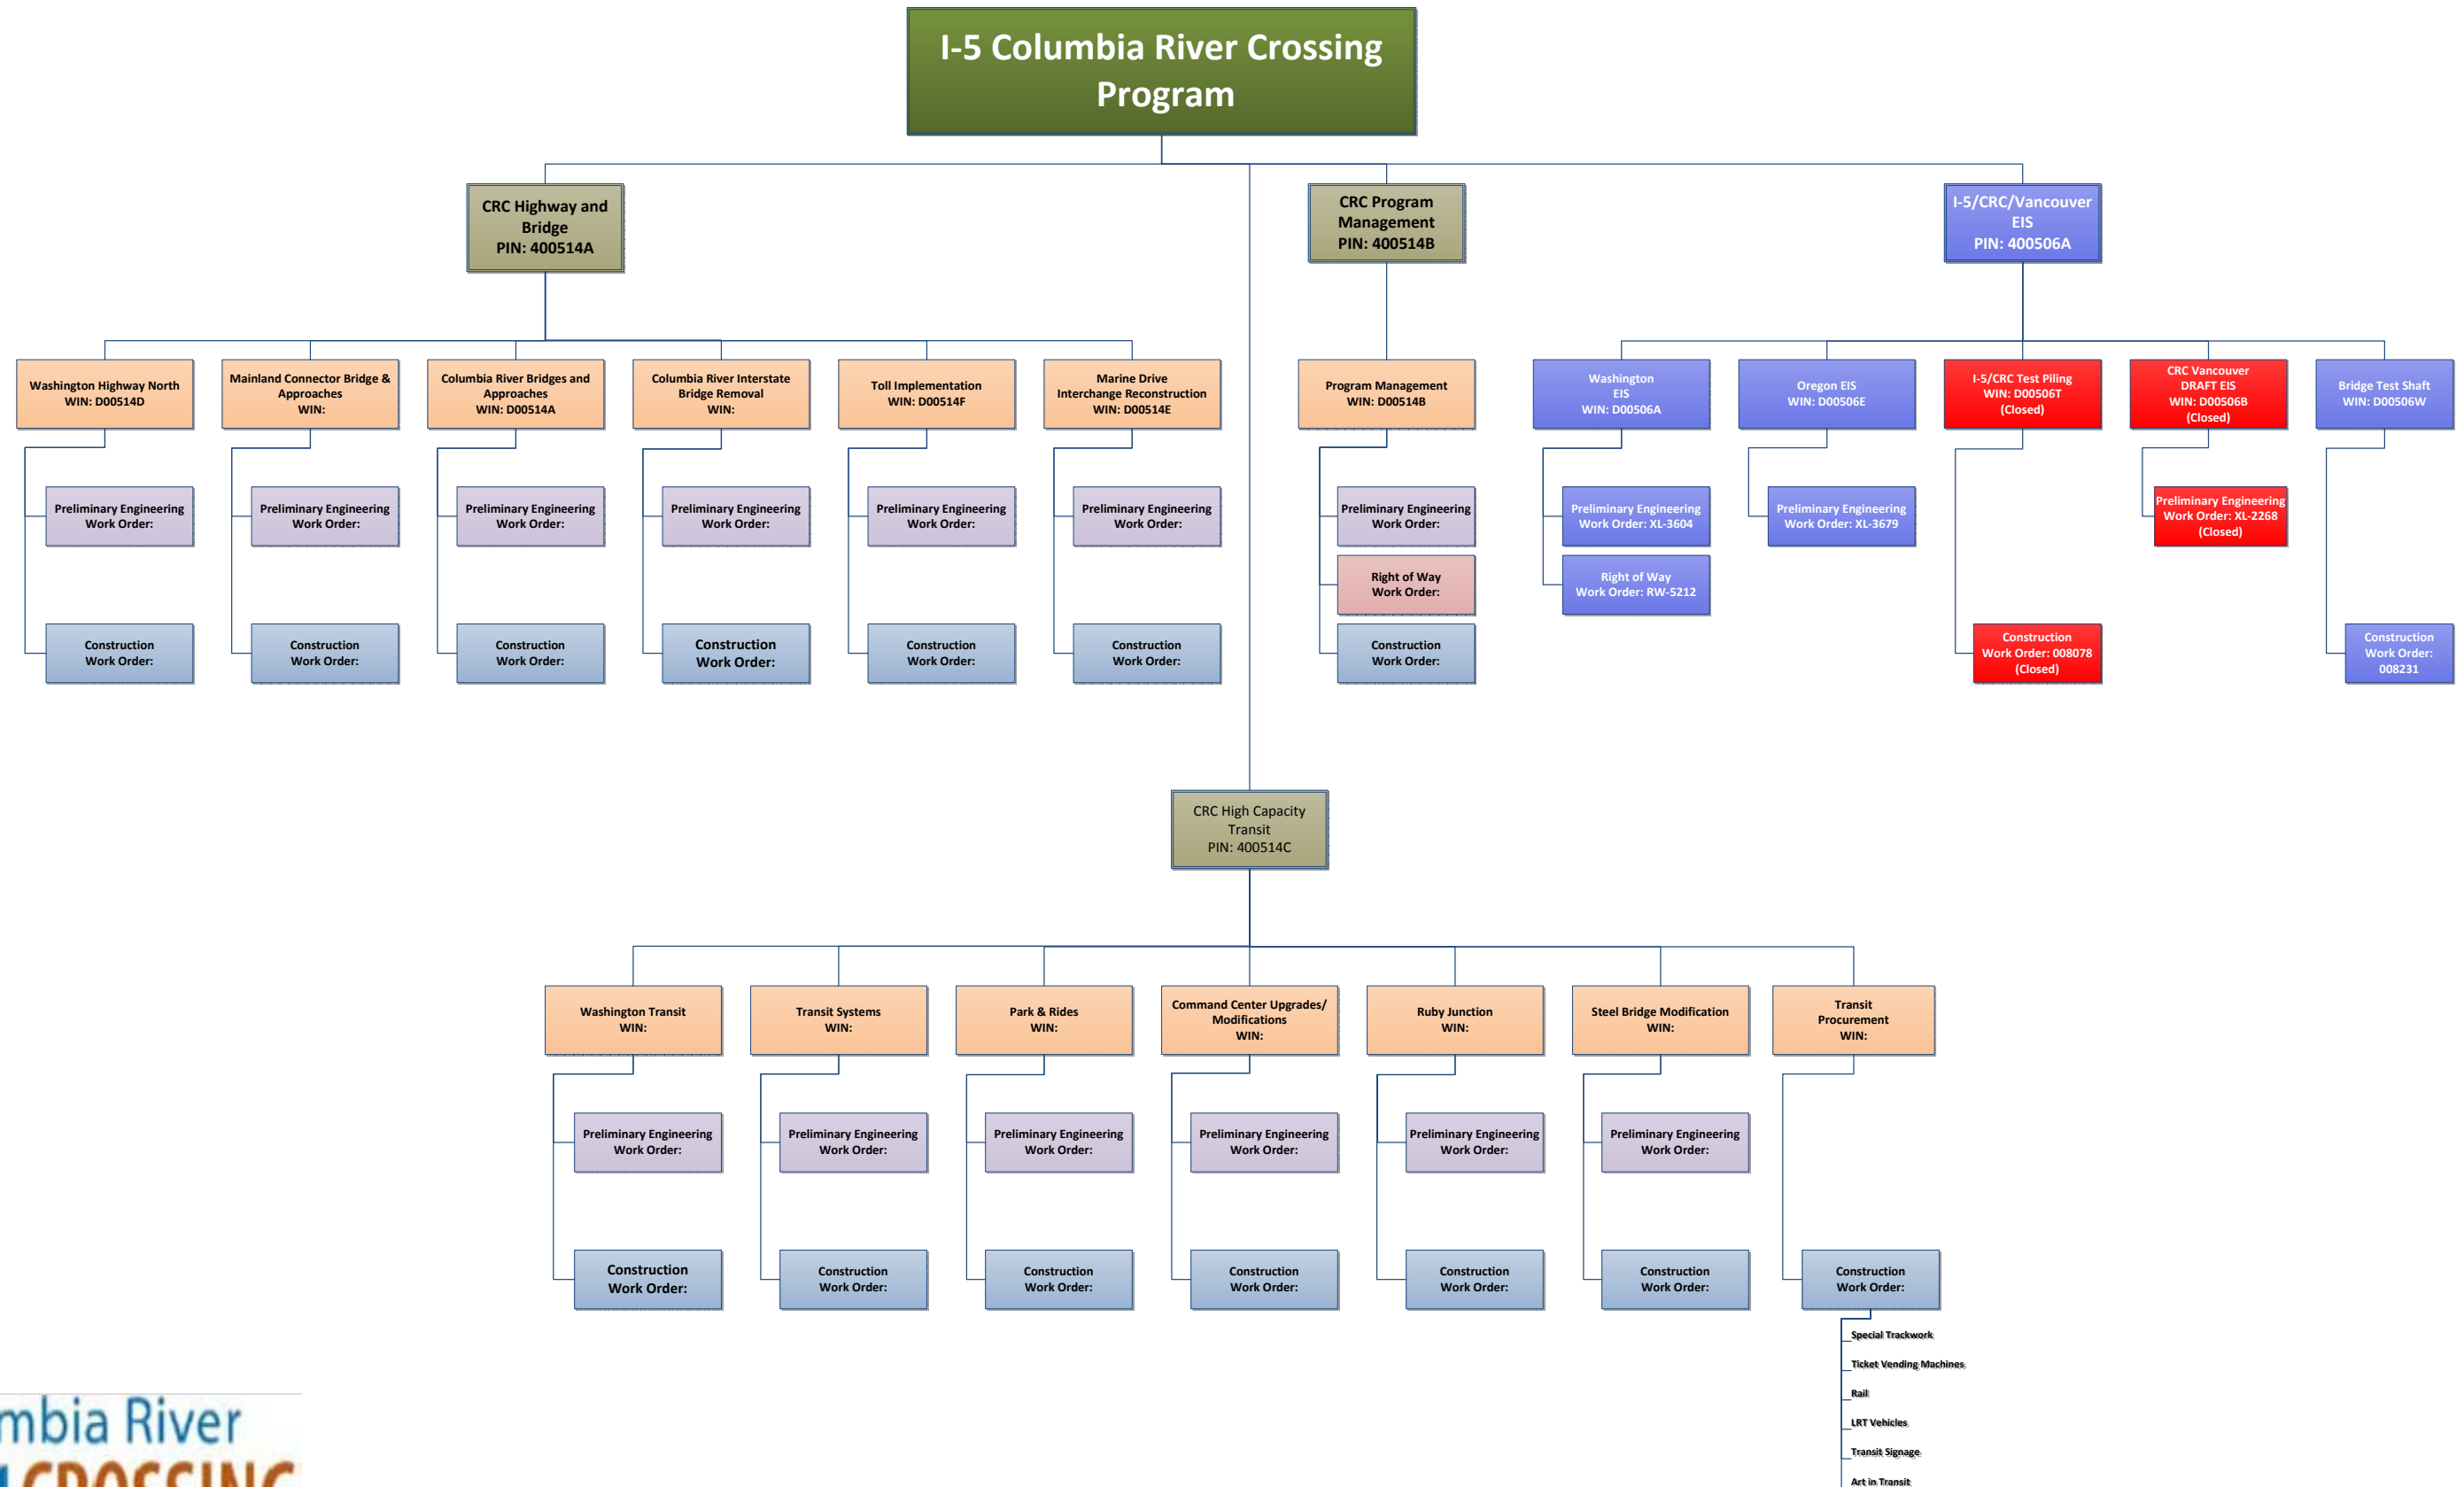 I-5 Columbia River Crossing
Program
CRC Highway and
Bridge
PIN: 400514A
CRC Program
Management
PIN: 400514B
I-5/CRC/Vancouver
EIS
PIN: 400506A
Washington Highway North
WIN: D00514D
Mainland Connector Bridge &
Approaches
WIN:
Columbia River Bridges and
Approaches
WIN: D00514A
Columbia River Interstate
Bridge Removal
WIN:
Toll Implementation
WIN: D00514F
Marine Drive
Interchange Reconstruction
WIN: D00514E
Program Management
WIN: D00514B
Washington
EIS
WIN: D00506A
Oregon EIS
WIN: D00506E
I-5/CRC Test Piling
WIN: D00506T
(Closed)
CRC Vancouver
DRAFT EIS
WIN: D00506B
(Closed)
Bridge Test Shaft
WIN: D00506W
Preliminary Engineering
Work Order:
Preliminary Engineering
Work Order:
Preliminary Engineering
Work Order:
Preliminary Engineering
Work Order:
Preliminary Engineering
Work Order:
Preliminary Engineering
Work Order:
Preliminary Engineering
Work Order:
Preliminary Engineering
Work Order: XL-3604
Preliminary Engineering
Work Order: XL-3679
Preliminary Engineering
Work Order: XL-2268
(Closed)
Right of Way
Work Order:
Right of Way
Work Order: RW-5212
Construction
Work Order:
Construction
Work Order:
Construction
Work Order:
Construction
Work Order:
Construction
Work Order:
Construction
Work Order:
Construction
Work Order:
Construction
Work Order: 008078
(Closed)
Construction
Work Order:
008231
CRC High Capacity
Transit
PIN: 400514C
Washington Transit
WIN:
Transit Systems
WIN:
Park & Rides
WIN:
Command Center Upgrades/
Modifications
WIN:
Ruby Junction
WIN:
Steel Bridge Modification
WIN:
Transit
Procurement
WIN:
Preliminary Engineering
Work Order:
Preliminary Engineering
Work Order:
Preliminary Engineering
Work Order:
Preliminary Engineering
Work Order:
Preliminary Engineering
Work Order:
Preliminary Engineering
Work Order:
Construction
Work Order:
Construction
Work Order:
Construction
Work Order:
Construction
Work Order:
Construction
Work Order:
Construction
Work Order:
Construction
Work Order:
Special Trackwork
Ticket Vending Machines
Rail
LRT Vehicles
Transit Signage
Art in Transit
mbia River
CROSSING